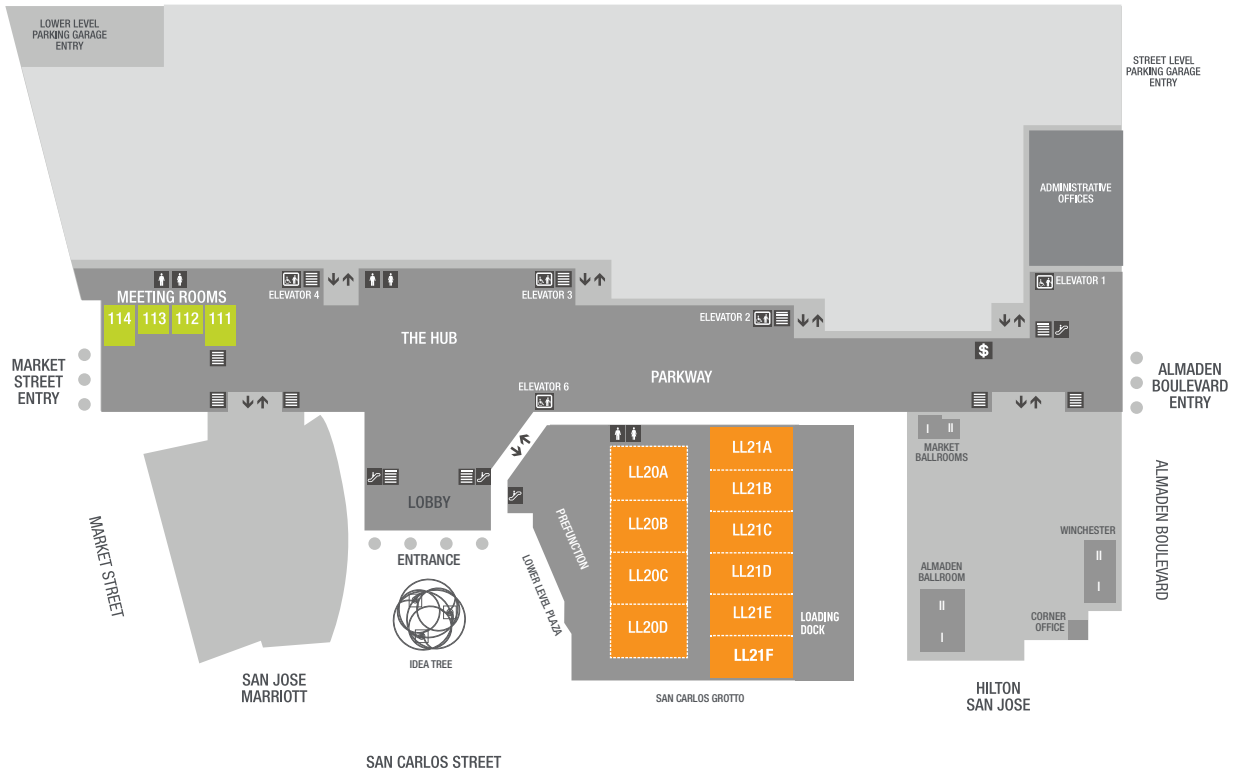 LOWER LEVEL
PARKING GARAGE
ENTRY
STREET LEVEL
PARKING GARAGE
ENTRY
ADMINISTRATIVE
OFFICES
MEETING ROOMS
114
113
112
111
ELEVATOR 4
ELEVATOR 3
ELEVATOR 2
ELEVATOR 1
$
THE HUB
PARKWAY
ELEVATOR 6
MARKET
STREET
ENTRY
ALMADEN
BOULEVARD
ENTRY
LOBBY
ENTRANCE
IDEA TREE
PREFUNCTION
LOWER LEVEL PLAZA
LL20A
LL20B
LL20C
LL20D
LL21A
LL21B
LL21C
LL21D
LL21E
LL21F
LOADING
DOCK
I II
MARKET
BALLROOMS
WINCHESTER
II
I
ALMADEN
BALLROOM
II
I
CORNER
OFFICE
MARKET STREET
ALMADEN BOULEVARD
SAN JOSE
MARRIOTT
SAN CARLOS GROTTO
HILTON
SAN JOSE
SAN CARLOS STREET